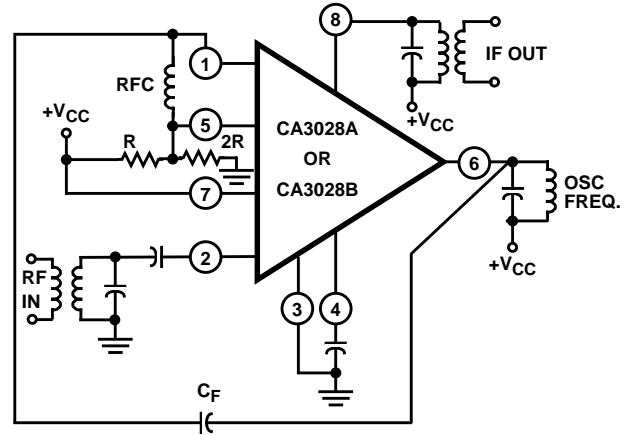 8
1
IF OUT
RFC
+VCC
+VCC
5
CA3028A
R
2R
OR
6
CA3028B
OSC
FREQ.
7
+VCC
2
RF
IN
3
4
CF